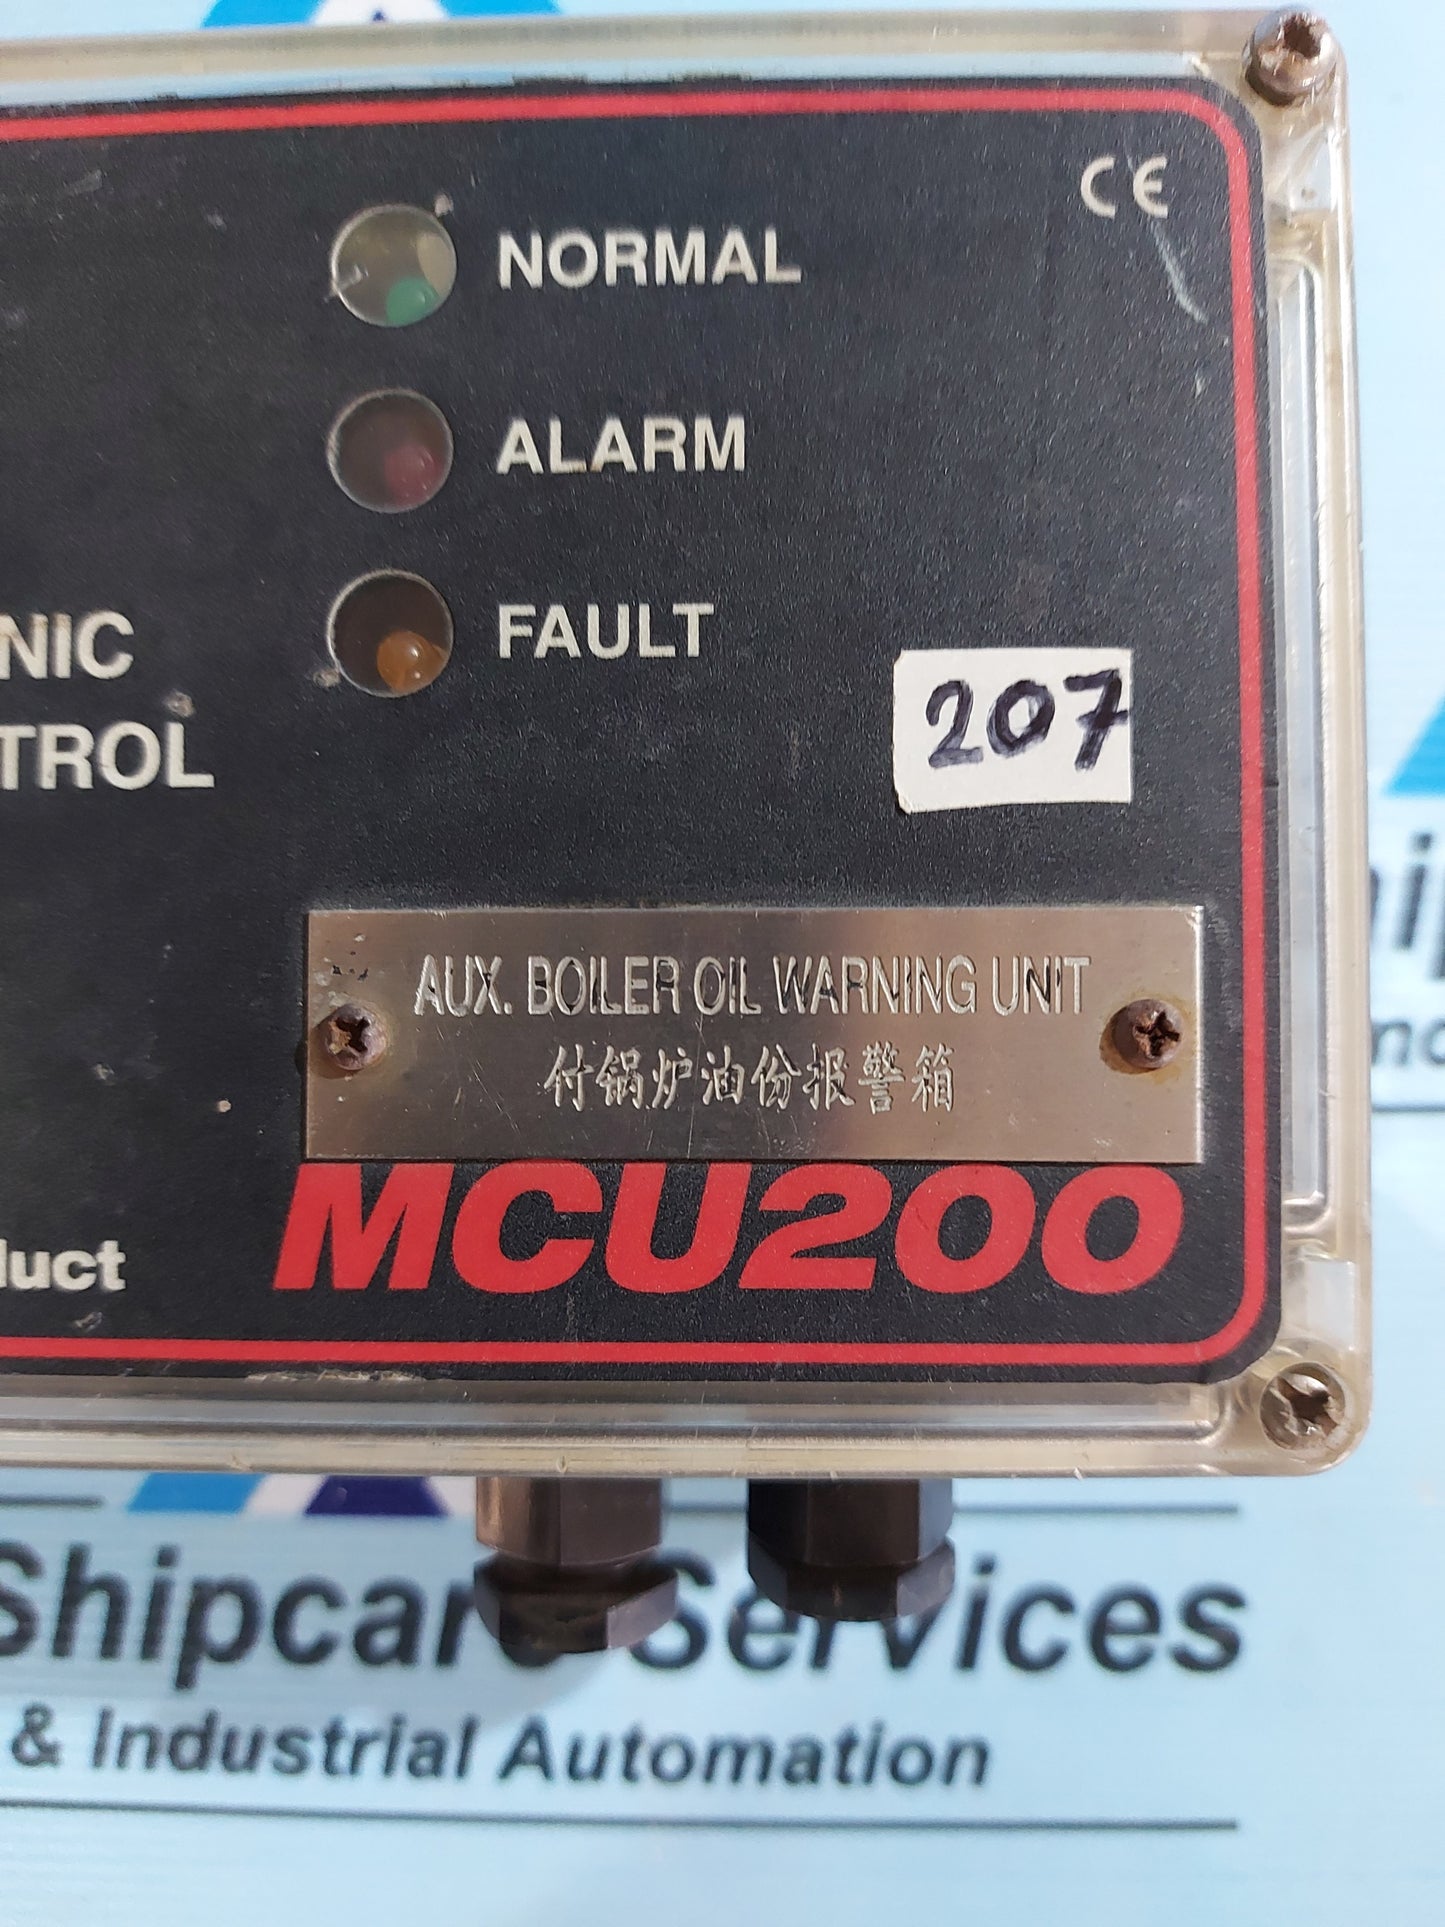 CE
NORMAL
ALARM
FAULT
NIC
TROL
207
AUX. BOILER OIL WARNING UNIT
付锅炉油份报警箱
MCU200
duct
Shipcare Services
& Industrial Automation